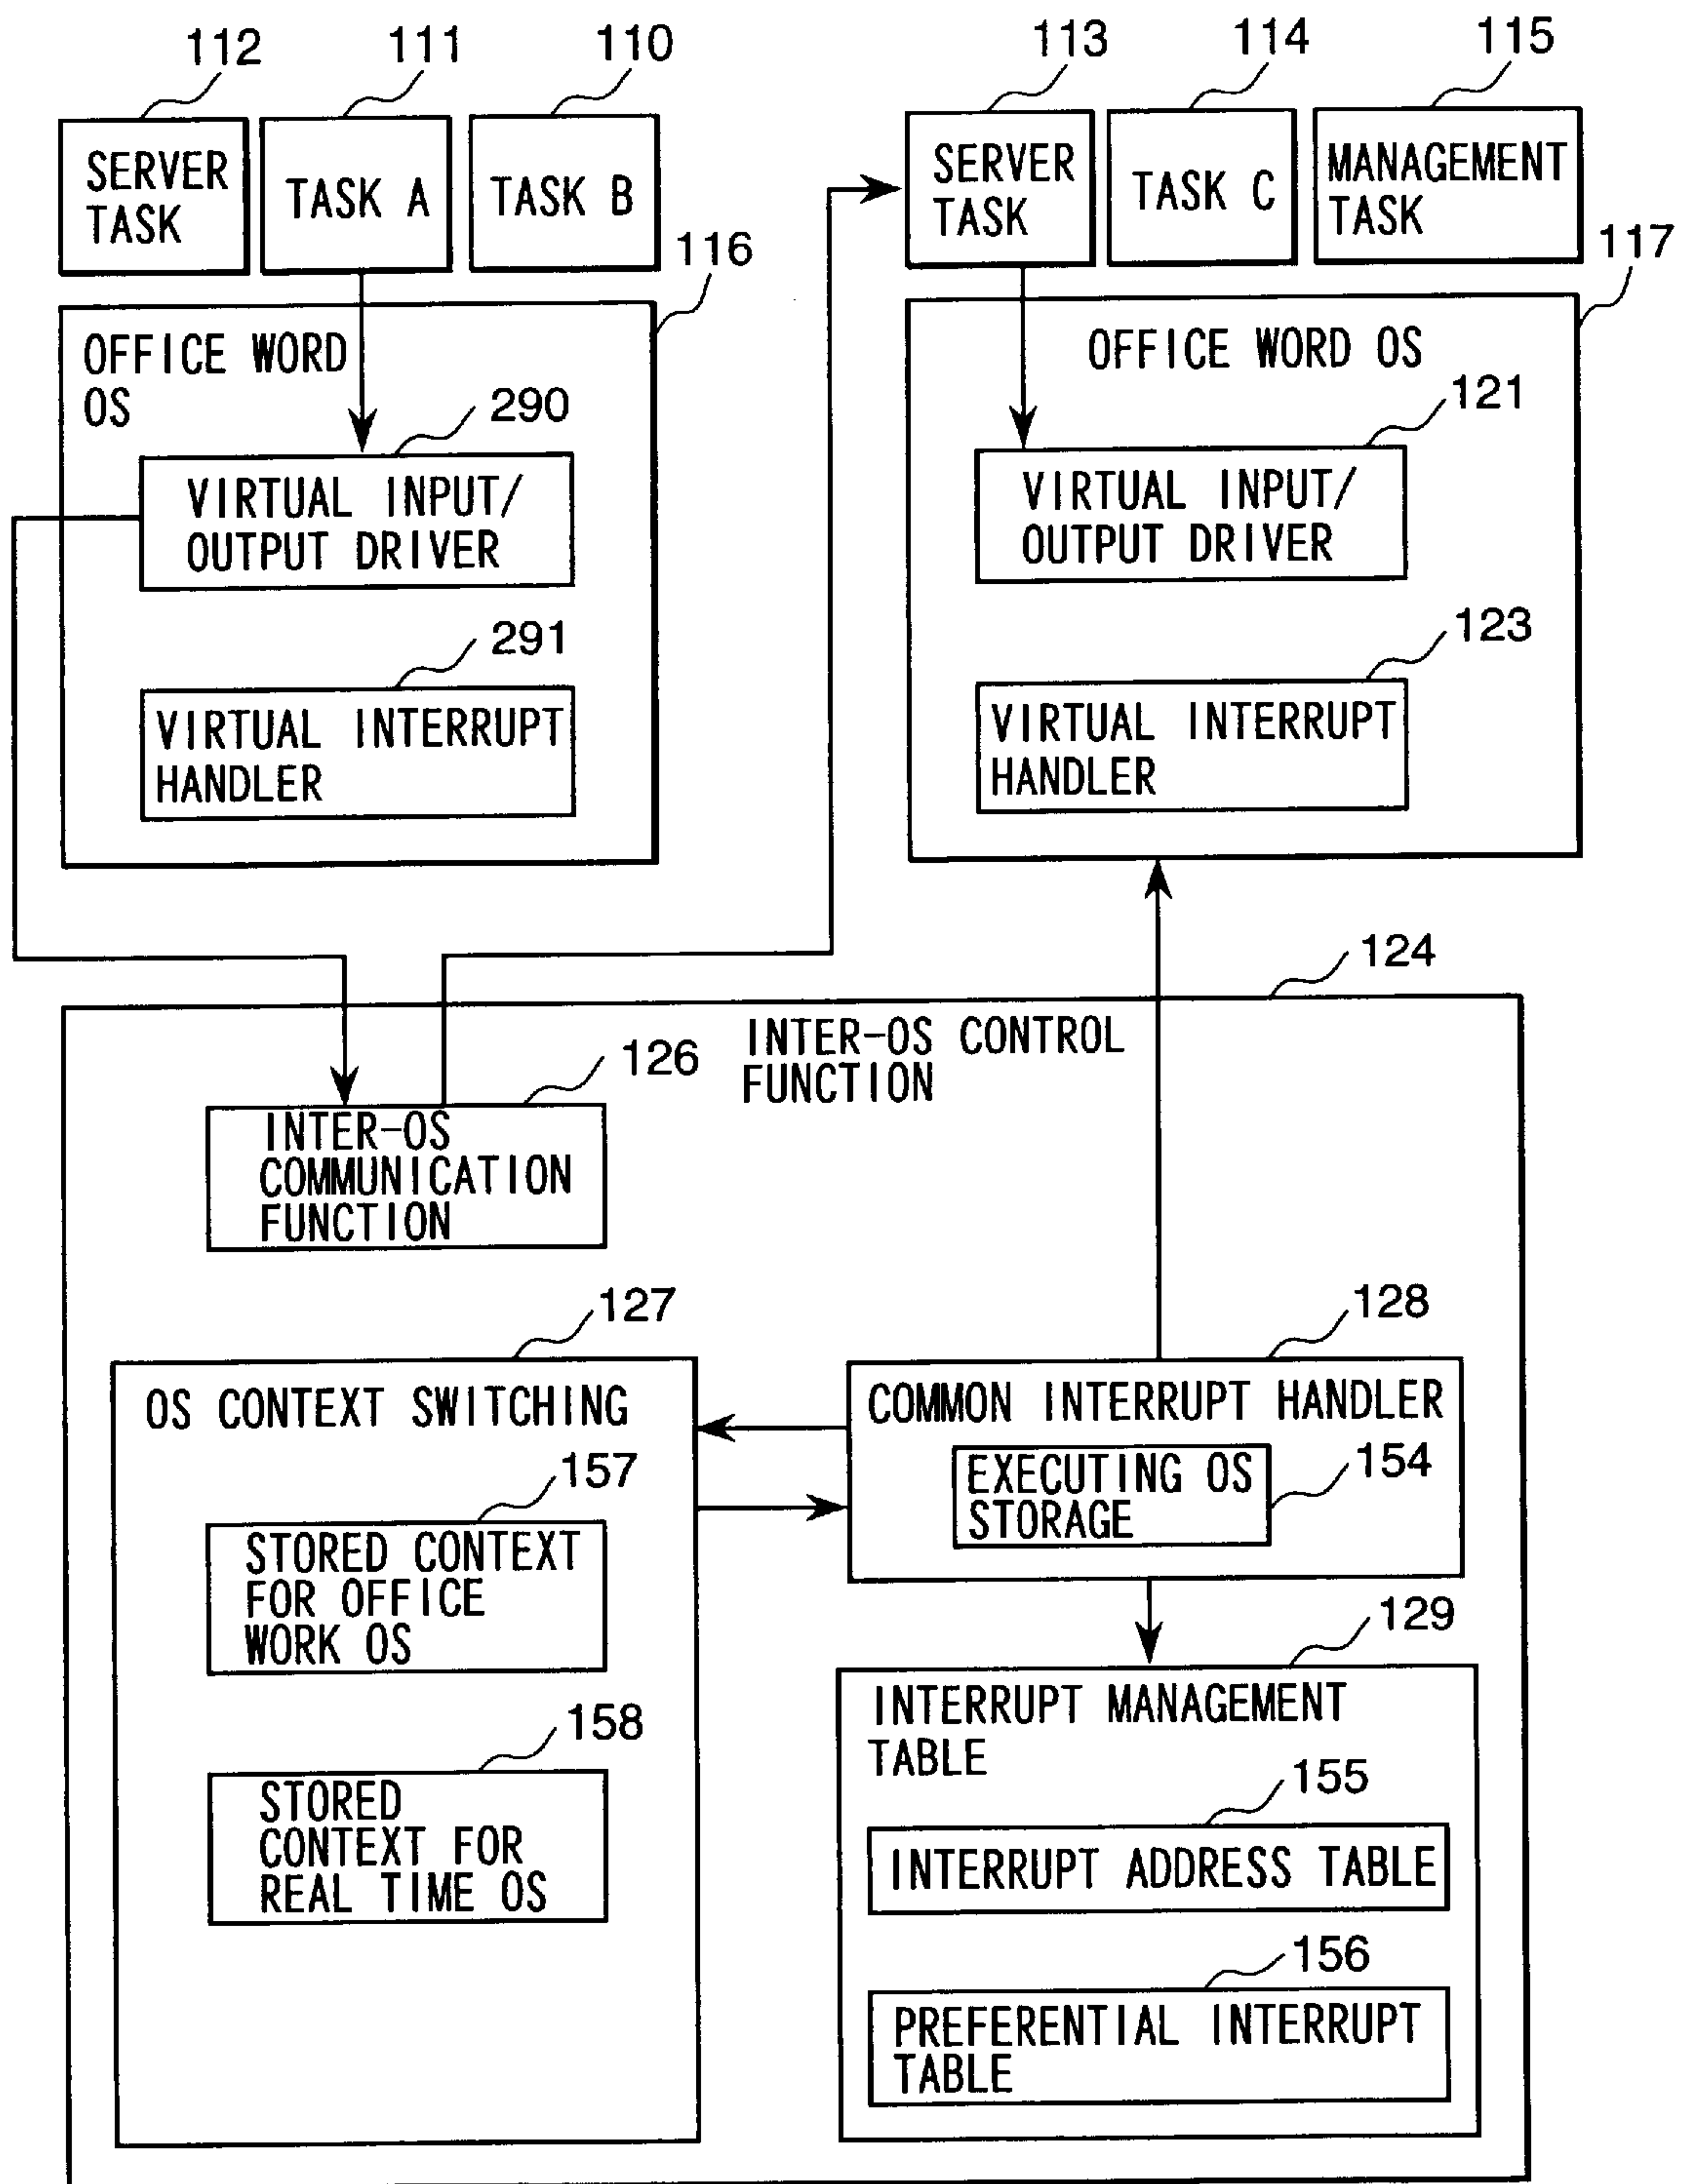 112
111
110
113
114
115
SERVER
TASK
TASK A
TASK B
SERVER
TASK
TASK C
MANAGEMENT
TASK
116
117
OFFICE WORD
OS
290
VIRTUAL INPUT/
OUTPUT DRIVER
291
VIRTUAL INTERRUPT
HANDLER
OFFICE WORD OS
121
VIRTUAL INPUT/
OUTPUT DRIVER
123
VIRTUAL INTERRUPT
HANDLER
124
INTER-OS CONTROL
FUNCTION
126
INTER-OS
COMMUNICATION
FUNCTION
127
OS CONTEXT SWITCHING
157
STORED CONTEXT
FOR OFFICE
WORK OS
158
STORED
CONTEXT FOR
REAL TIME OS
128
COMMON INTERRUPT HANDLER
EXECUTING OS
STORAGE
154
129
INTERRUPT MANAGEMENT
TABLE
155
INTERRUPT ADDRESS TABLE
156
PREFERENTIAL INTERRUPT
TABLE